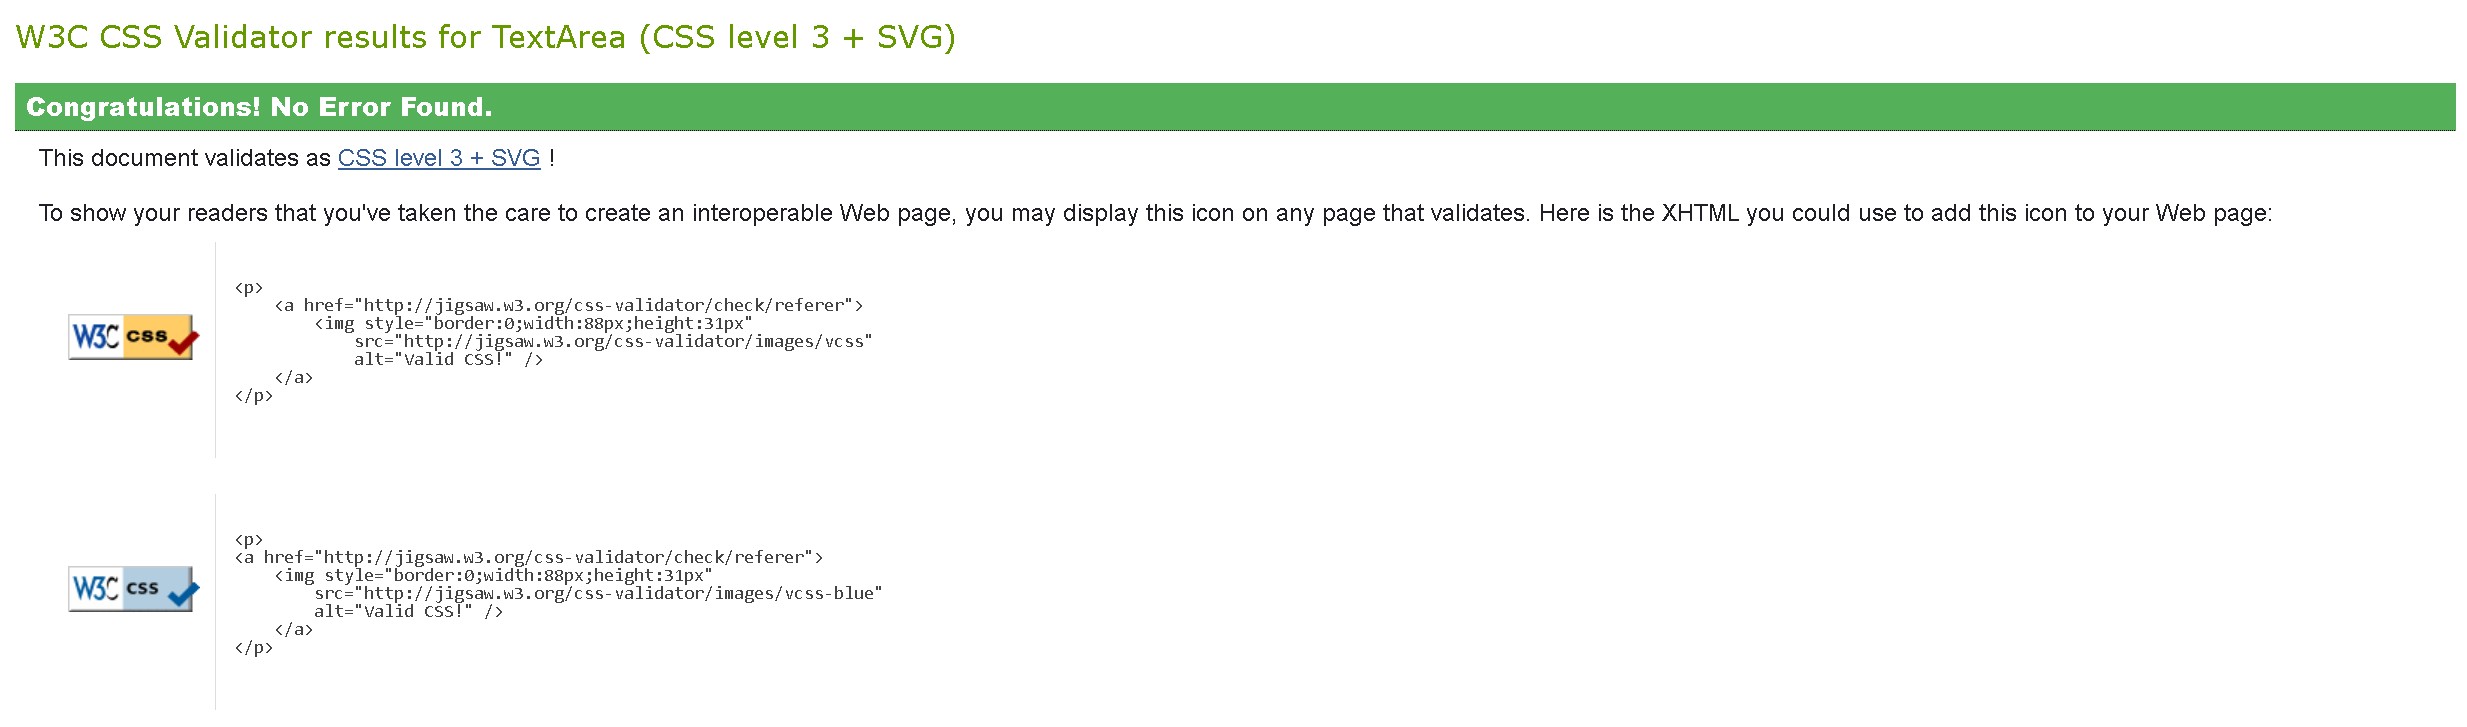 W3C CSS Validator results for TextArea (CSS level 3 + SVG)
Congratulations! No Error Found.
This document validates as CSS level 3 + SVG !
To show your readers that you've taken the care to create an interoperable Web page, you may display this icon on any page that validates. Here is the XHTML you could use to add this icon to your Web page:
W3C css
<p>
    <a href="http://jigsaw.w3.org/css-validator/check/referer">
        <img style="border:0;width:88px;height:31px"
            src="http://jigsaw.w3.org/css-validator/images/vcss"
            alt="Valid CSS!" />
    </a>
</p>
W3C css
<p>
<a href="http://jigsaw.w3.org/css-validator/check/referer">
    <img style="border:0;width:88px;height:31px"
        src="http://jigsaw.w3.org/css-validator/images/vcss-blue"
        alt="Valid CSS!" />
    </a>
</p>